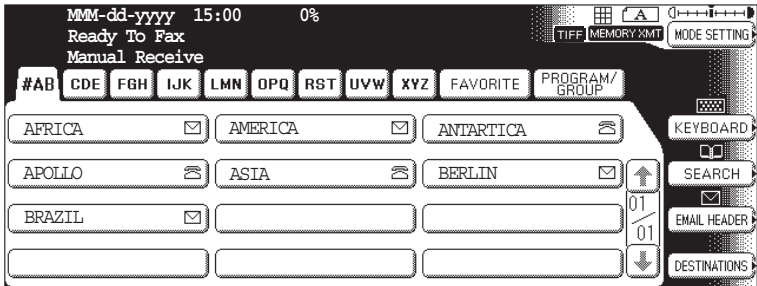 MMM-dd-yyyy 15:00 0%
Ready To Fax
Manual Receive
A
TIFF MEMORY XMT
MODE SETTING
#AB CDE FGH IJK LMN OPQ RST UVW XYZ FAVORITE PROGRAM/
GROUP
AFRICA AMERICA ANTARTICA
KEYBOARD
APOLLO ASIA BERLIN
SEARCH
BRAZIL
01
01
EMAIL HEADER
DESTINATIONS